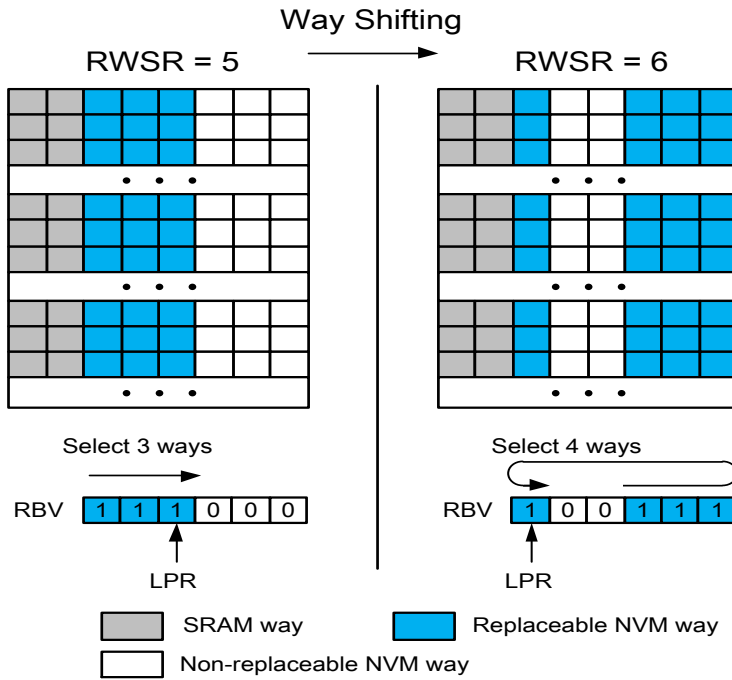 Way Shifting
RWSR = 5
RWSR = 6
• • •
• • •
• • •
• • •
• • •
• • •
Select 3 ways
Select 4 ways
RBV 1 1 1 0 0 0
RBV 1 0 0 1 1 1
LPR
LPR
SRAM way
Replaceable NVM way
Non-replaceable NVM way